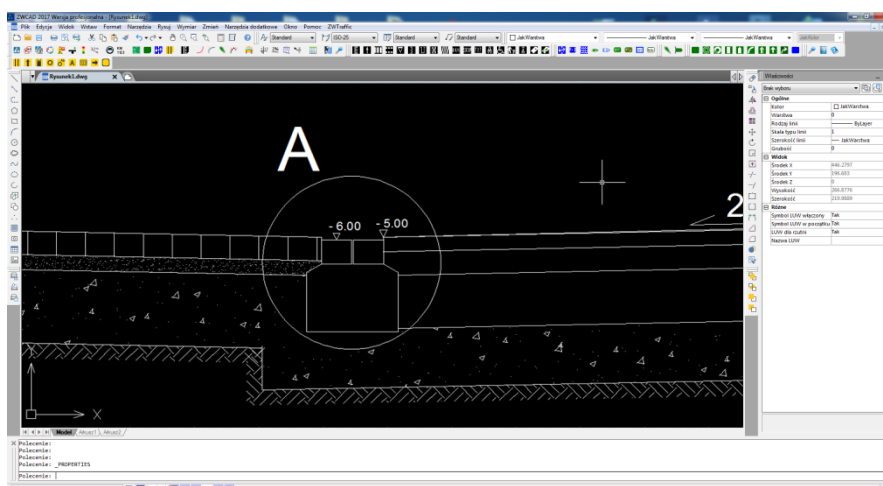 ZWCAD 2017 Wersja profesjonalna - [Rysunek1.dwg]
Plik Edycja Widok Wstaw Format Narzędzia Rysuj Wymiar Zmień Narzędzia dodatkowe Okno Pomoc ZWTraffic
Standard ISO-25 Standard Standard JakWarstwa JakWarstwa JakWarstwa JakKolor
Rysunek1.dwg X
A
- 6.00 - 5.00
2
Y
X
Model Arkusz1 Arkusz2
Właściwości
Brak wyboru
Ogólne
Kolor JakWarstwa
Warstwa 0
Rodzaj linii ByLayer
Skala typu linii 1
Szerokość linii JakWarstwa
Grubość 0
Widok
Środek X 446.2797
Środek Y
Środek Z 0
Wysokość
Szerokość
Różne
Symbol LUW włączony Tak
Symbol LUW w początku Tak
LUW dla rzutni Tak
Nazwa LUW
Polecenie:
Polecenie:
Polecenie:
Polecenie: _PROPERTIES
Polecenie: